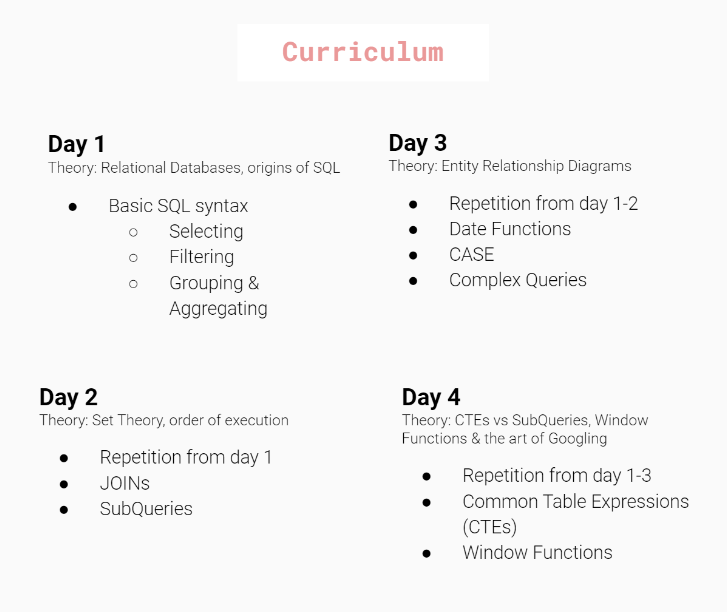 Curriculum
Day 1
Theory: Relational Databases, origins of SQL
● Basic SQL syntax
○ Selecting
○ Filtering
○ Grouping &
Aggregating
Day 2
Theory: Set Theory, order of execution
● Repetition from day 1
● JOINs
● SubQueries
Day 3
Theory: Entity Relationship Diagrams
● Repetition from day 1-2
● Date Functions
● CASE
● Complex Queries
Day 4
Theory: CTEs vs SubQueries, Window
Functions & the art of Googling
● Repetition from day 1-3
● Common Table Expressions
(CTEs)
● Window Functions